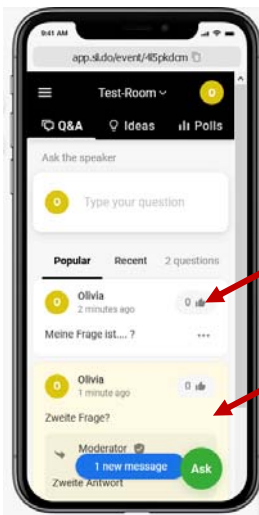 9:41 AM
app.sli.do/event/4l5pkdcm
Test-Room
O
Q&A Ideas Polls
Ask the speaker
O Type your question
Popular Recent 2 questions
O Olivia 0
2 minutes ago
Meine Frage ist.... ?
O Olivia 0
1 minute ago
Zweite Frage?
Moderator
1 new message
Ask
Zweite Antwort